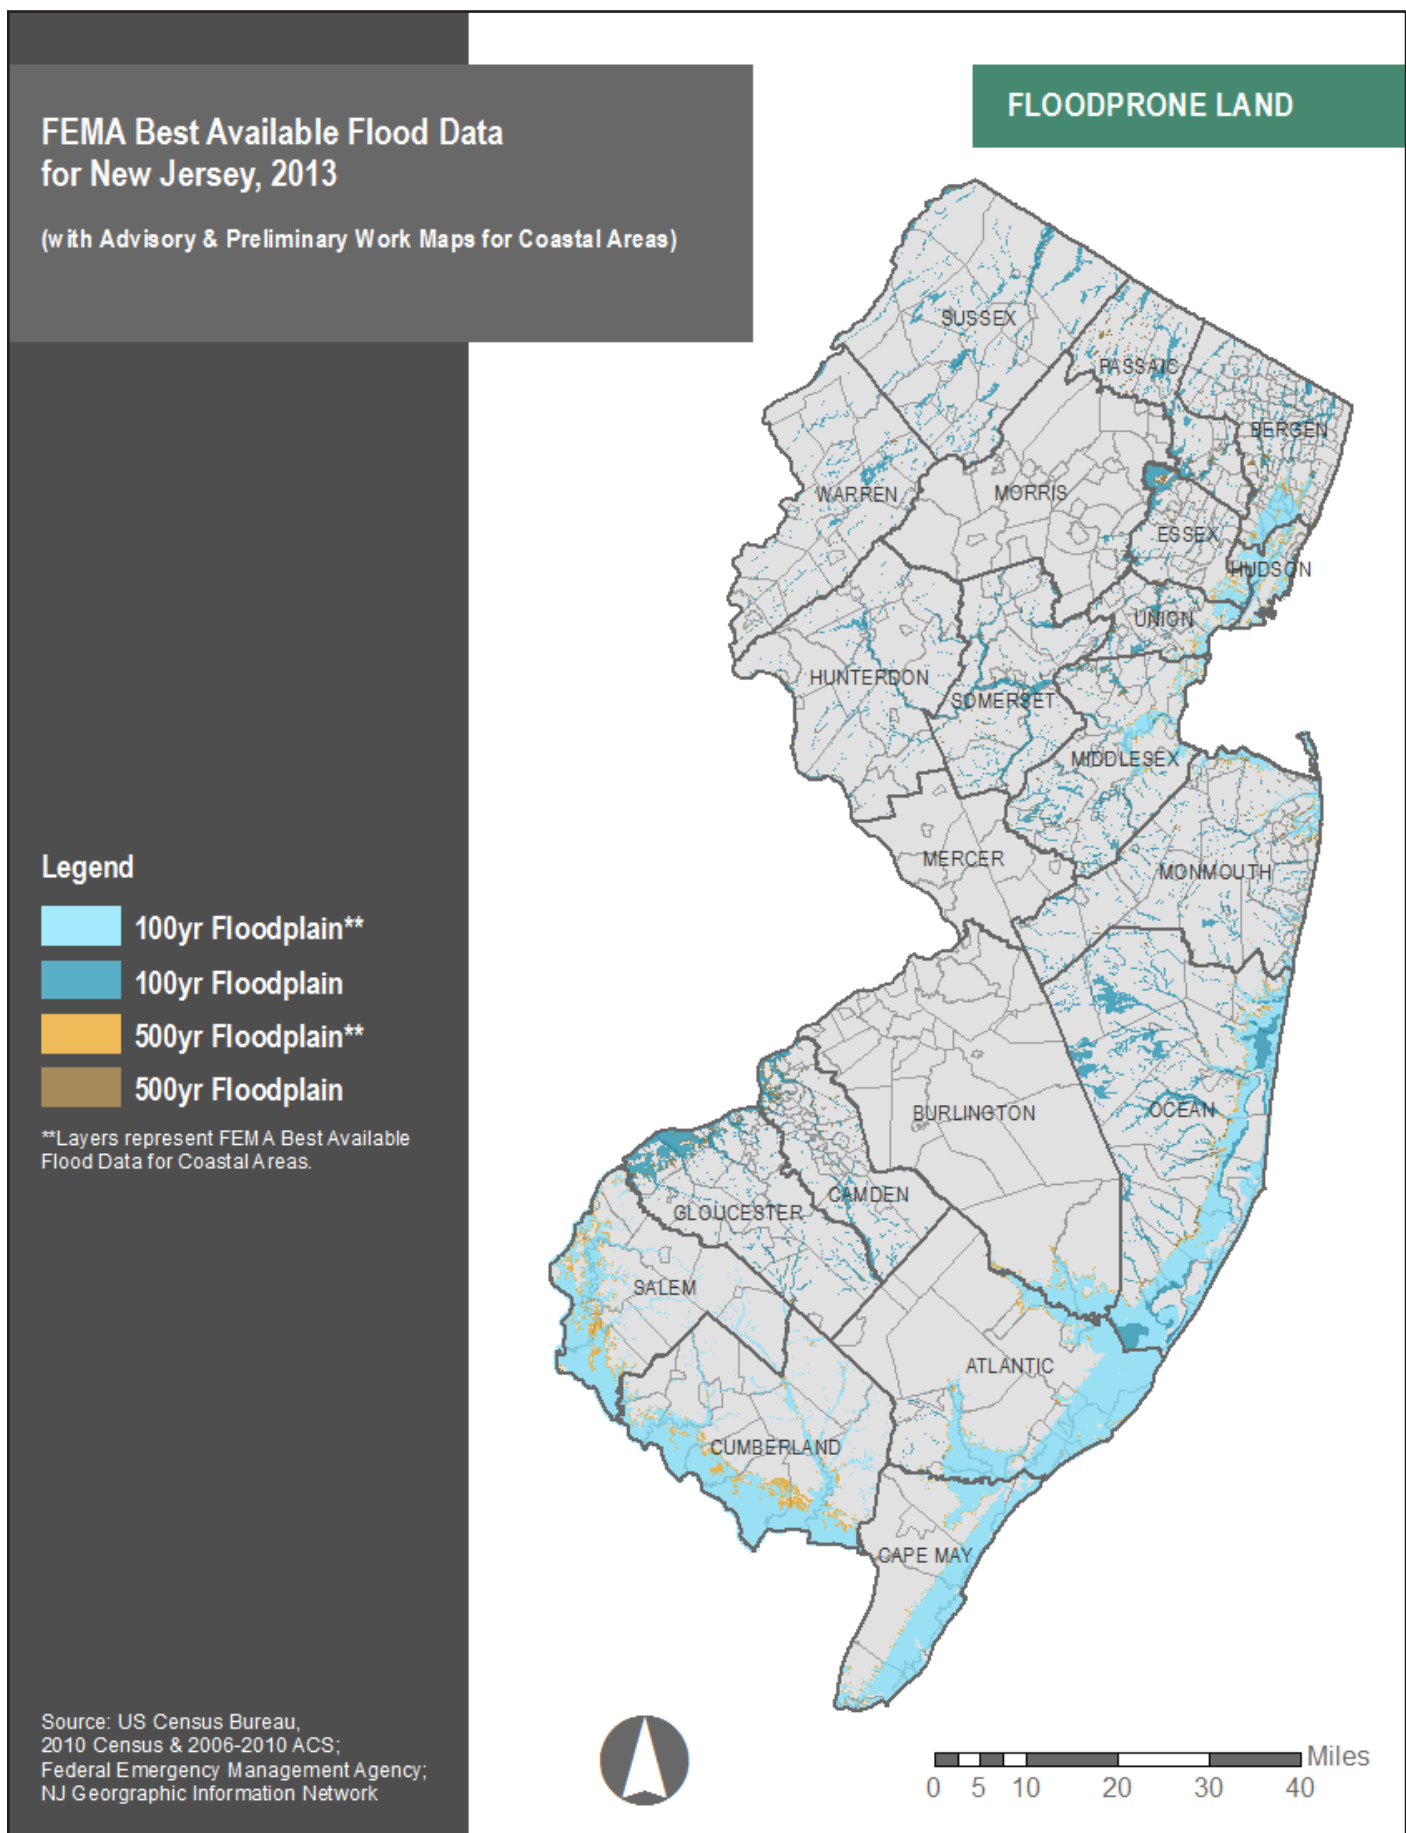 FEMA Best Available Flood Data
for New Jersey, 2013
(with Advisory & Preliminary Work Maps for Coastal Areas)
FLOODPRONE LAND
SUSSEX
PASSAIC
BERGEN
WARREN
MORRIS
ESSEX
HUDSON
UNION
HUNTERDON
SOMERSET
MIDDLESEX
MERCER
MONMOUTH
OCEAN
BURLINGTON
CAMDEN
GLOUCESTER
SALEM
ATLANTIC
CUMBERLAND
CAPE MAY
Legend
100yr Floodplain**
100yr Floodplain
500yr Floodplain**
500yr Floodplain
**Layers represent FEMA Best Available
Flood Data for Coastal Areas.
Source: US Census Bureau,
2010 Census & 2006-2010 ACS;
Federal Emergency Management Agency;
NJ Georgraphic Information Network
Miles
0 5 10 20 30 40